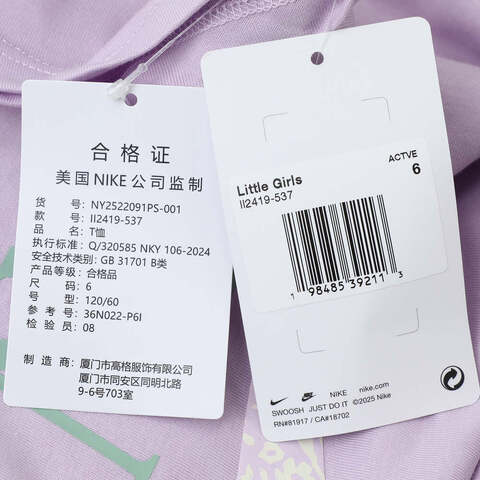 合格证
美国NIKE公司监制
货 号: NY2522091PS-001
款 号: II2419-537
品 名: T恤
执行标准: Q/320585 NKY 106-2024
安全技术类别: GB 31701 B类
产品等级: 合格品
尺 码: 6
号 型: 120/60
参 考 号: 36N022-P6I
检 验 员: 08
制 造 商: 厦门市高格服饰有限公司
厦门市同安区同明北路
9-6号703室
ACTVE
6
Little Girls
II2419-537
1 98485 39211 3
NIKE nike.com
SWOOSH JUST DO IT ©2025 Nike
RN#81917 / CA#18702